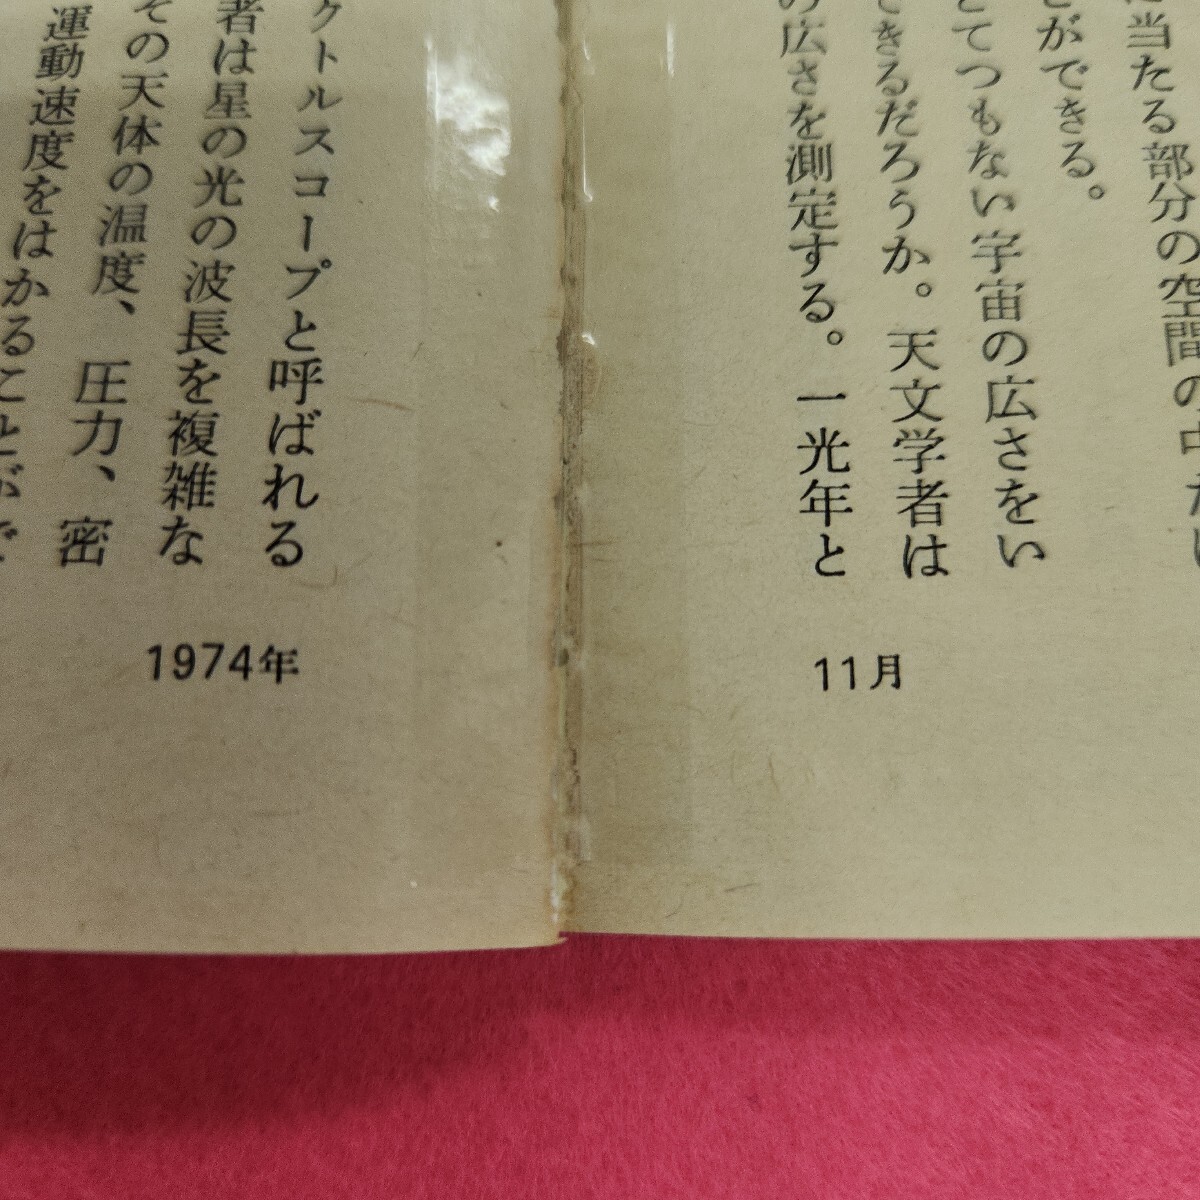 当たる部分の空間の中
ができる。
とてつもない宇宙の広さをい
できるだろうか。天文学者は
の広さを測定する。一光年と
11月
クトルスコープと呼ばれる
者は星の光の波長を複雑な
その天体の温度、圧力、密
運動速度をはかることがで
1974年